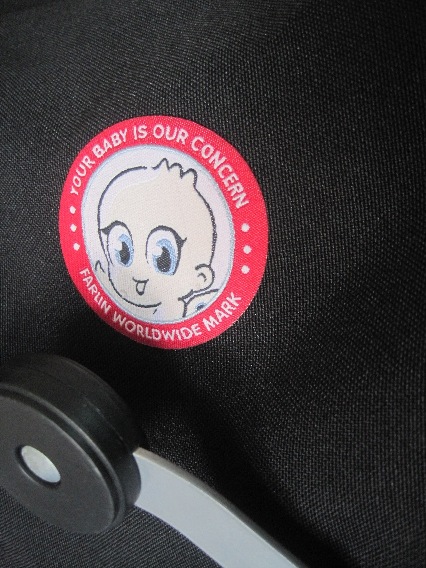 YOUR BABY IS OUR CONCERN
FARLIN WORLDWIDE MARK